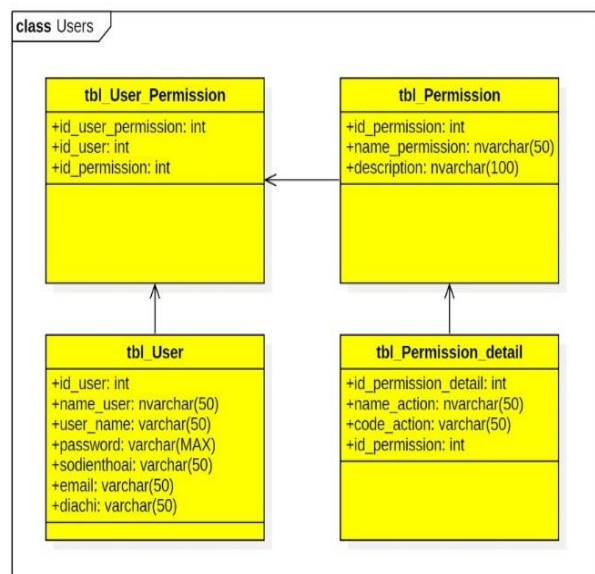 class Users
tbl_User_Permission
+id_user_permission: int
+id_user: int
+id_permission: int
tbl_Permission
+id_permission: int
+name_permission: nvarchar(50)
+description: nvarchar(100)
tbl_User
+id_user: int
+name_user: nvarchar(50)
+user_name: varchar(50)
+password: varchar(MAX)
+sodienthoai: varchar(50)
+email: varchar(50)
+diachi: varchar(50)
tbl_Permission_detail
+id_permission_detail: int
+name_action: nvarchar(50)
+code_action: varchar(50)
+id_permission: int